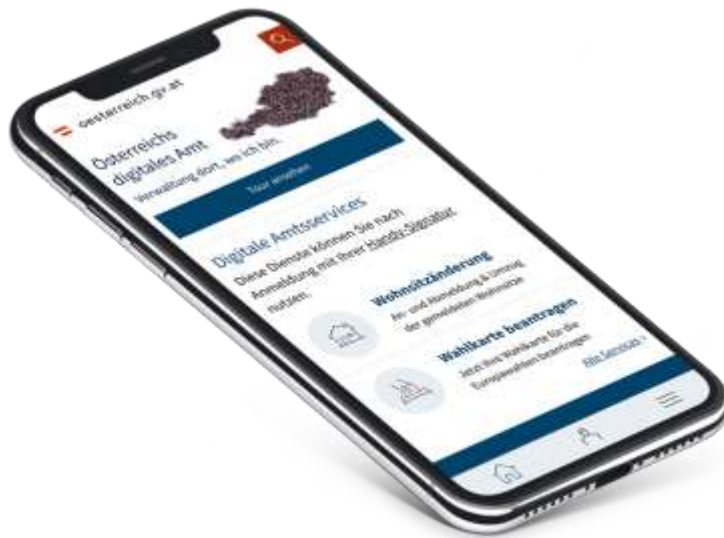 oesterreich.gv.at
Österreichs
digitales Amt
Verwaltung dort, wo ich bin.
Tour ansehen
Digitale Amtsservices
Diese Dienste können Sie nach
Anmeldung mit Ihrer Handy-Signatur
nutzen.
Wohnsitzänderung
An- und Abmeldung & Umzug
der gemeldeten Wohnsitze
Wahlkarte beantragen
Jetzt Ihre Wahlkarte für die
Europawahlen beantragen
Alle Services >